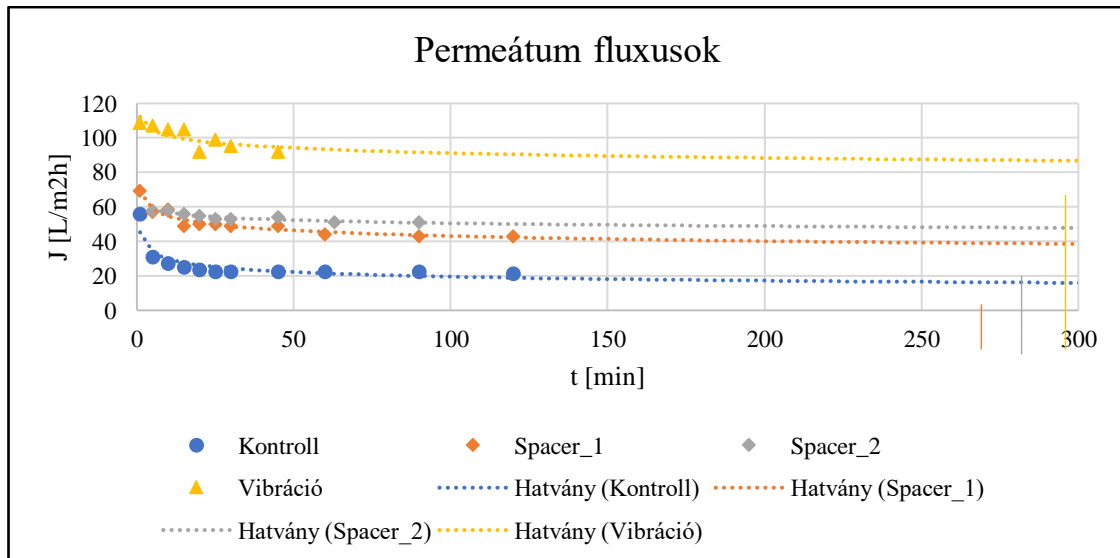 Permeátum fluxusok
J [L/m2h]
120
100
80
60
40
20
0
0 50 100 150 200 250 300
t [min]
Kontroll Spacer_1 Spacer_2
Vibráció Hatvány (Kontroll) Hatvány (Spacer_1)
Hatvány (Spacer_2) Hatvány (Vibráció)